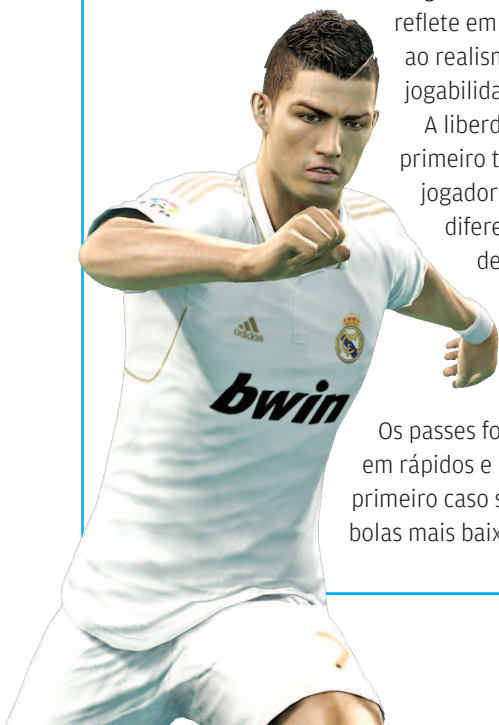 reflete em
ao realism
jogabilida
A liberd
primeiro t
jogador
difere
de
adidas
bwin
Os passes fo
em rápidos e
primeiro caso s
bolas mais baix
7